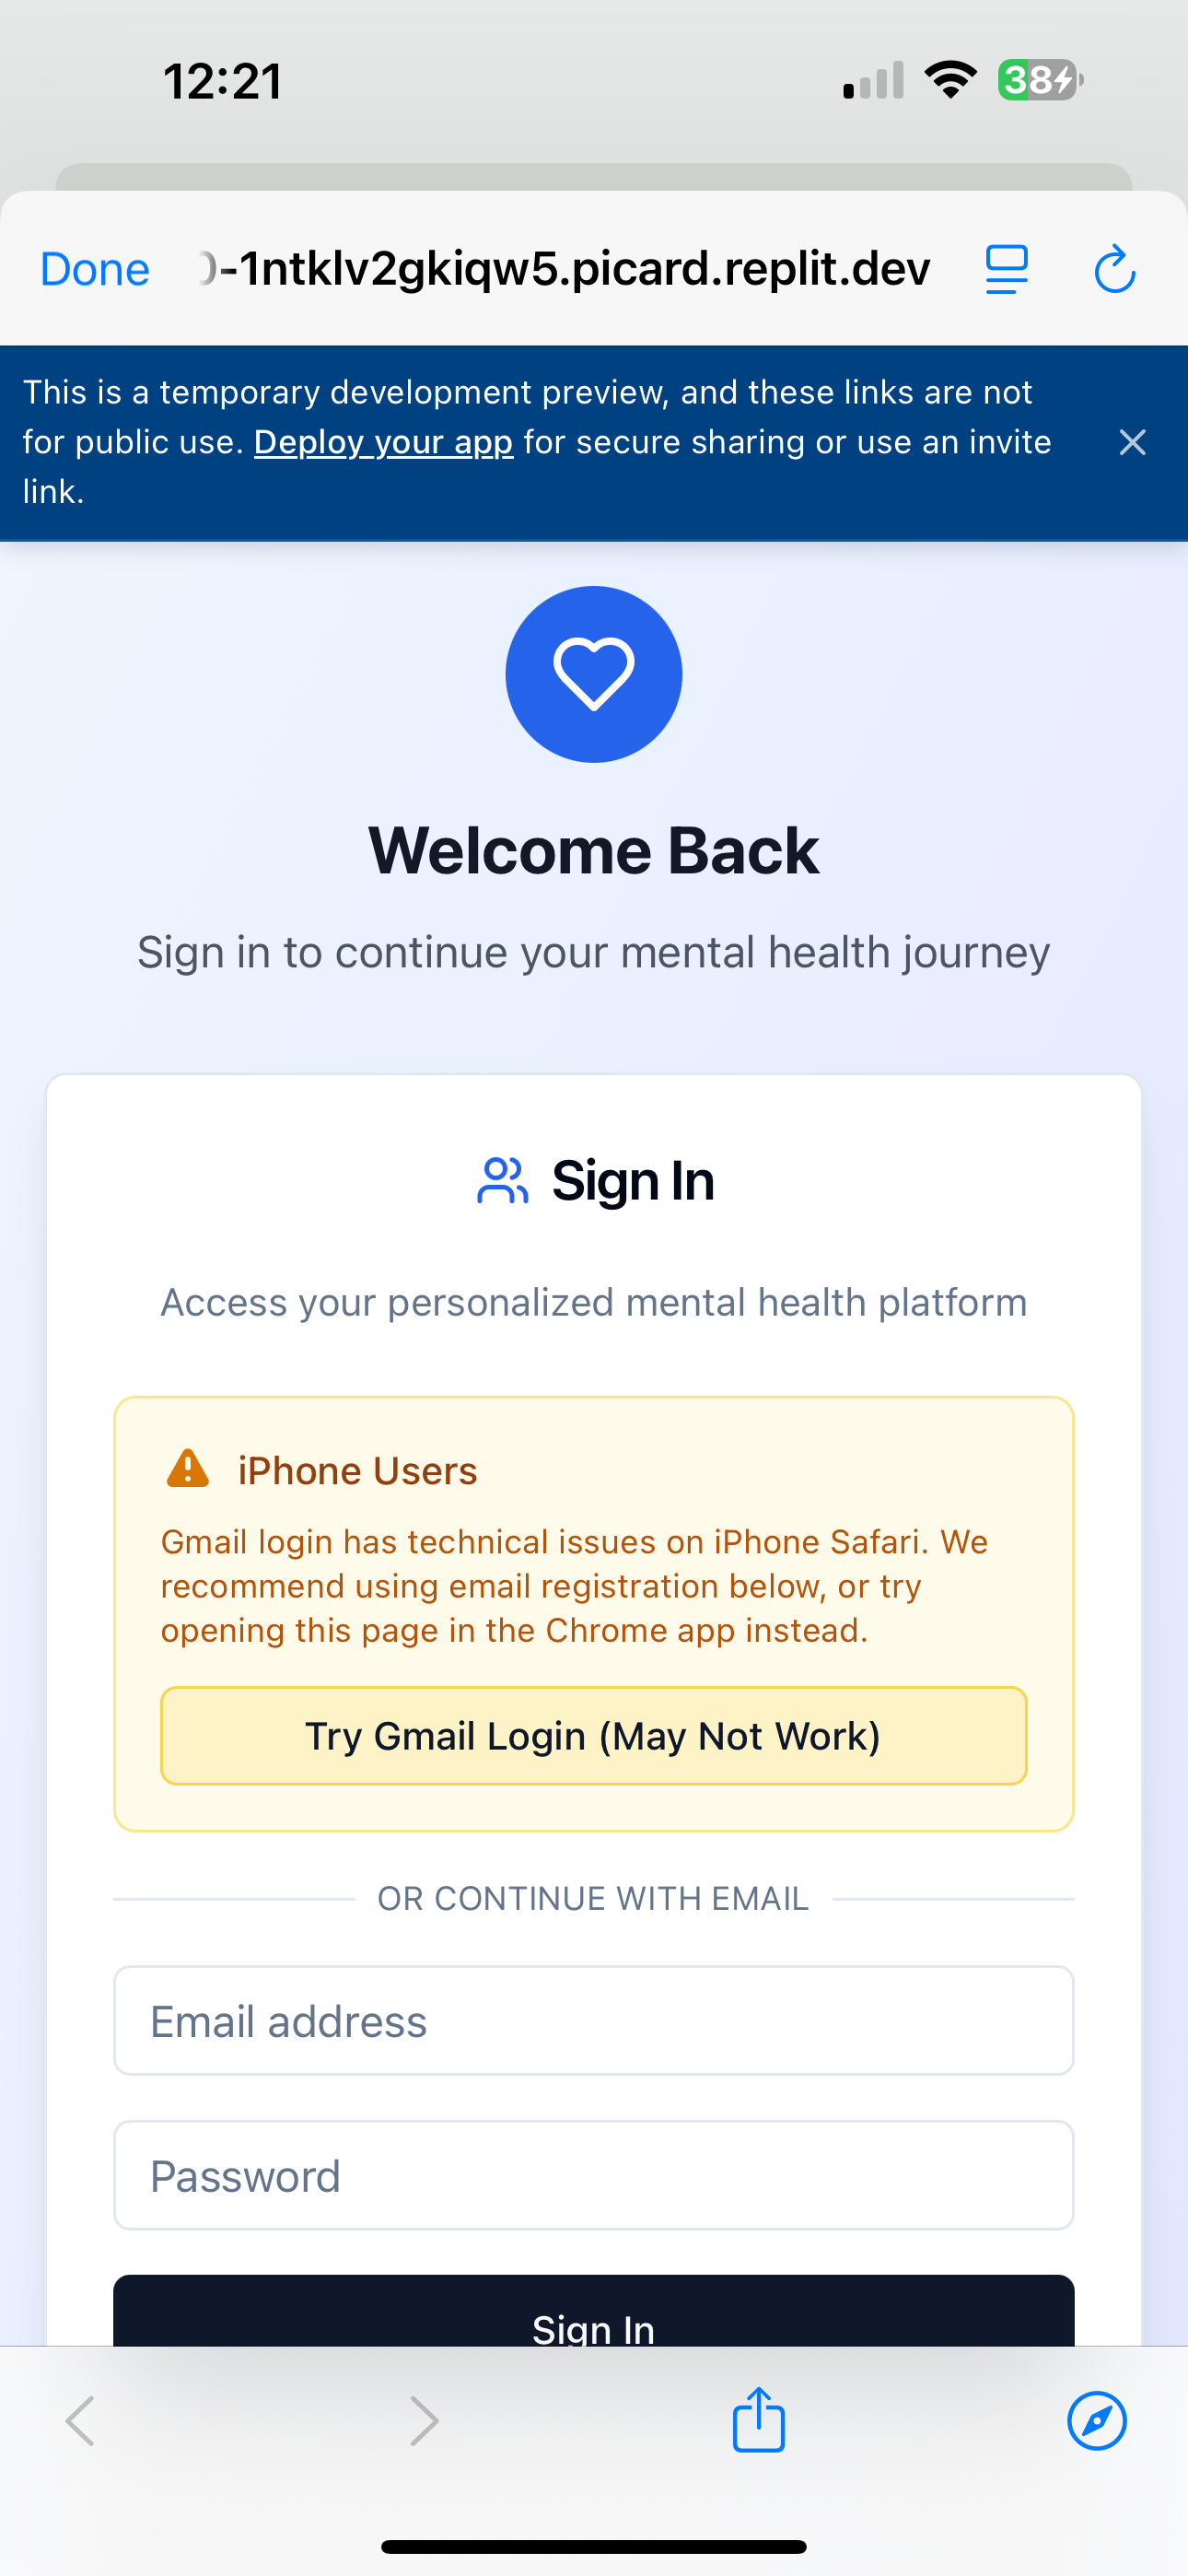 12:21
38
Done
-1ntklv2gkiqw5.picard.replit.dev
This is a temporary development preview, and these links are not
for public use. Deploy your app for secure sharing or use an invite
link.
Welcome Back
Sign in to continue your mental health journey
Sign In
Access your personalized mental health platform
iPhone Users
Gmail login has technical issues on iPhone Safari. We
recommend using email registration below, or try
opening this page in the Chrome app instead.
Try Gmail Login (May Not Work)
OR CONTINUE WITH EMAIL
Email address
Password
Sign In